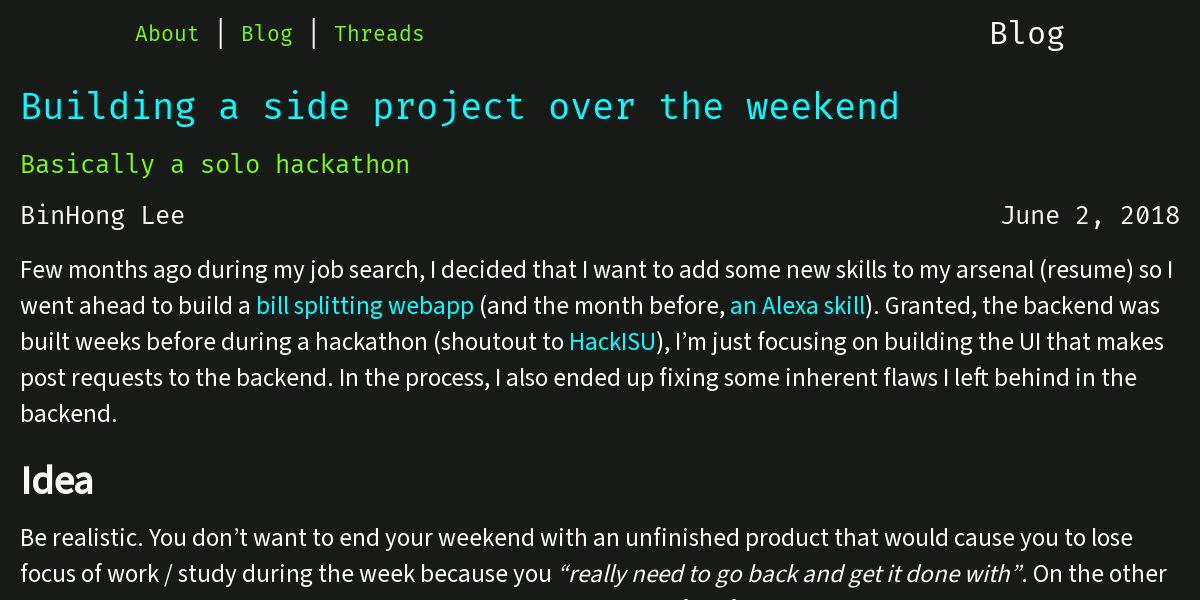 About | Blog | Threads
Blog
Building a side project over the weekend
Basically a solo hackathon
BinHong Lee
June 2, 2018
Few months ago during my job search, I decided that I want to add some new skills to my arsenal (resume) so I
went ahead to build a bill splitting webapp (and the month before, an Alexa skill). Granted, the backend was
built weeks before during a hackathon (shoutout to HackISU), I’m just focusing on building the UI that makes
post requests to the backend. In the process, I also ended up fixing some inherent flaws I left behind in the
backend.
Idea
Be realistic. You don’t want to end your weekend with an unfinished product that would cause you to lose
focus of work / study during the week because you “really need to go back and get it done with”. On the other